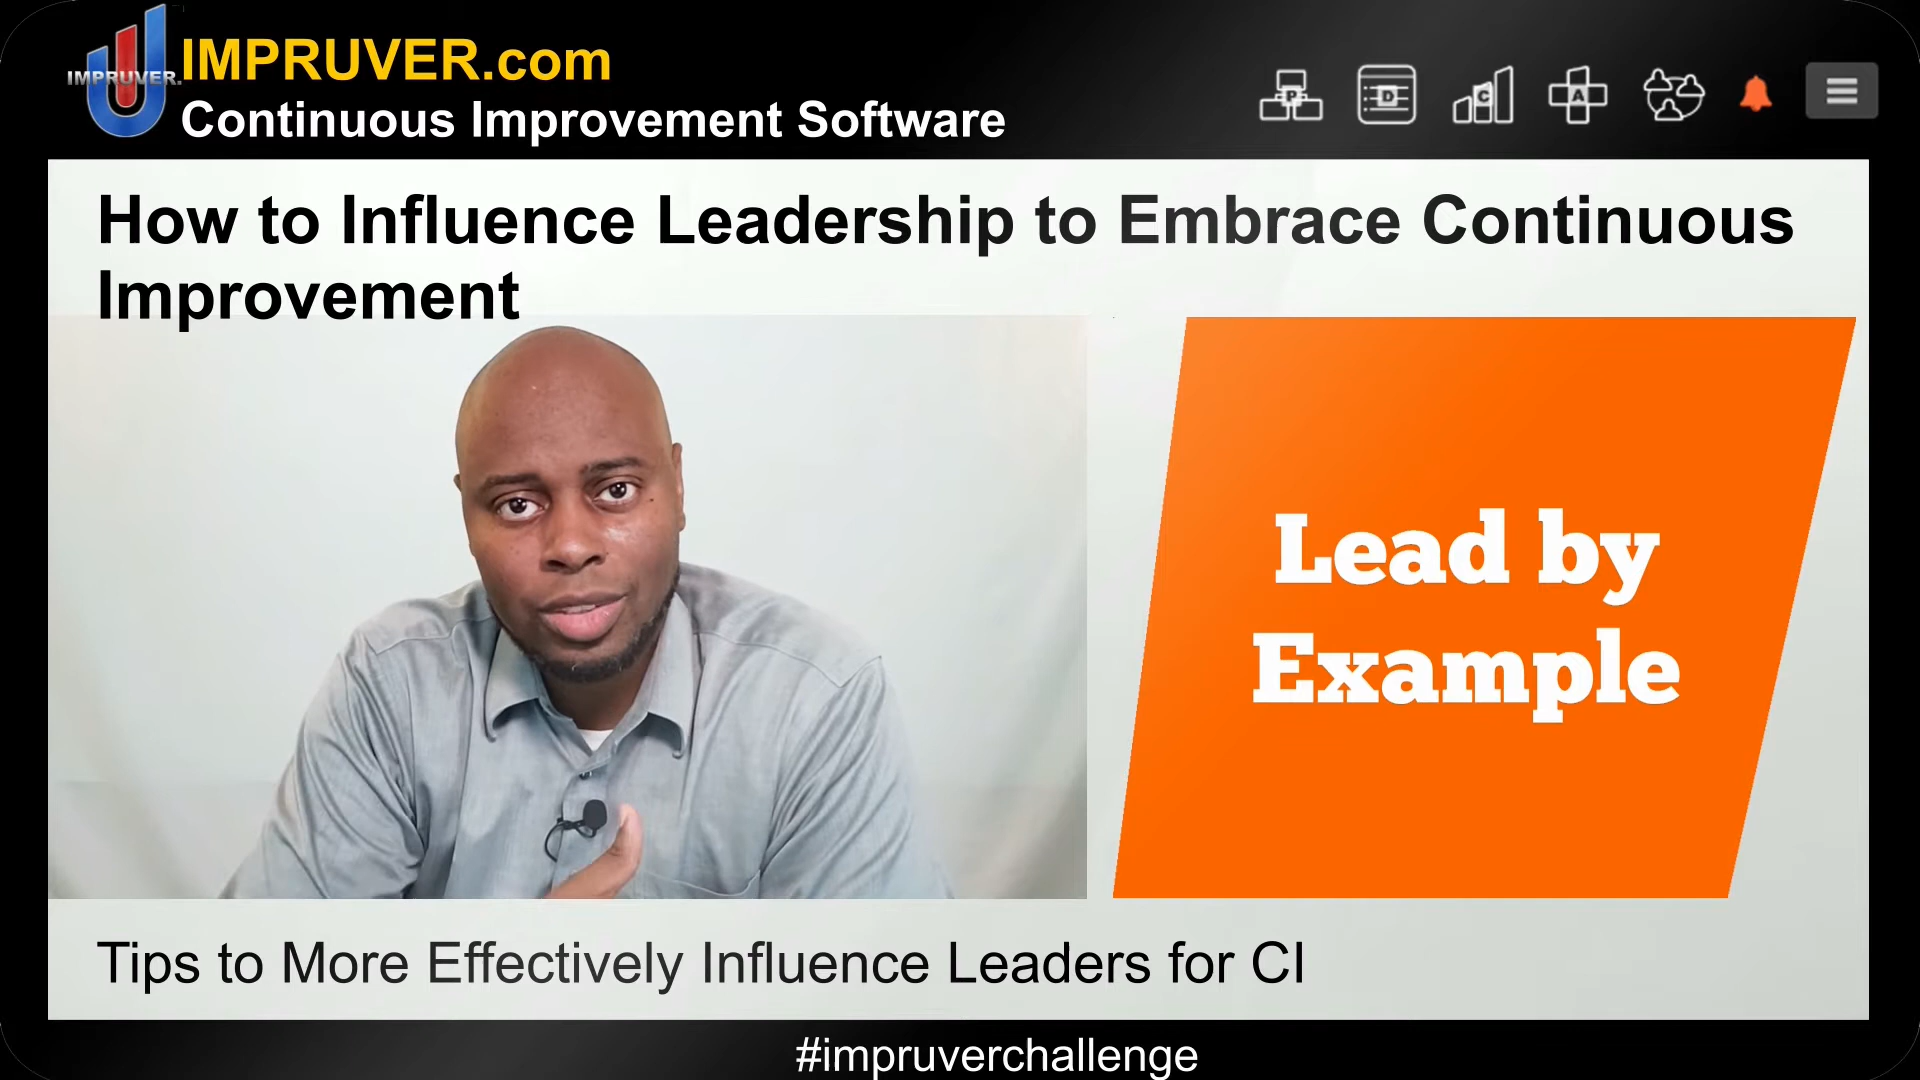 IMPRUVER.
IMPRUVER.com
Continuous Improvement Software
P
D
C
A
How to Influence Leadership to Embrace Continuous
Improvement
Lead by
Example
Tips to More Effectively Influence Leaders for CI
#impruverchallenge